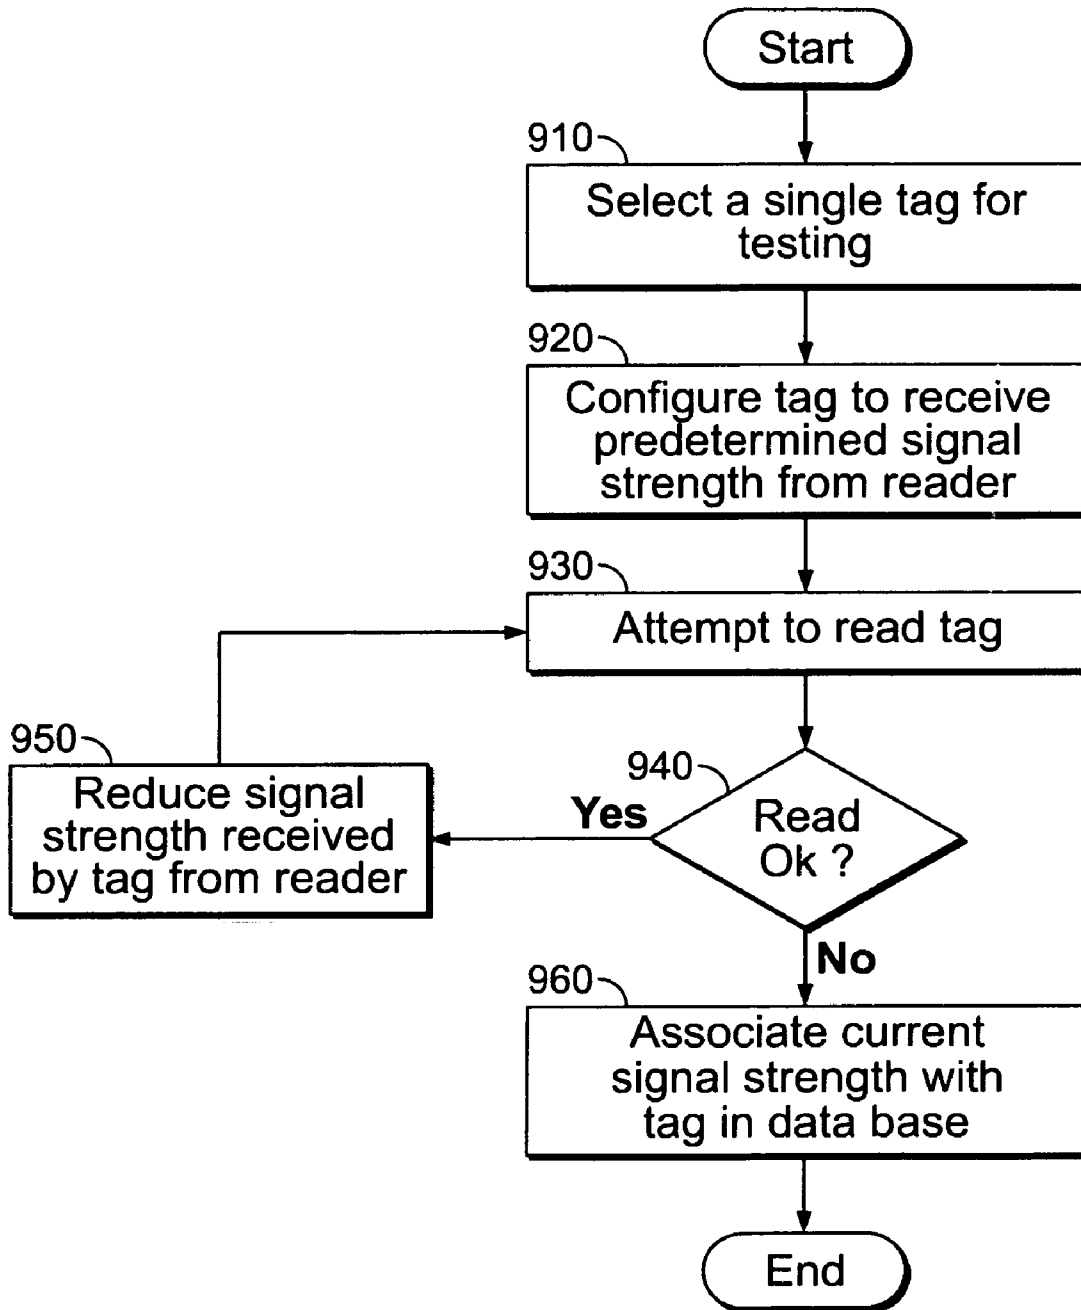 Start
910
Select a single tag for
testing
920
Configure tag to receive
predetermined signal
strength from reader
930
Attempt to read tag
940
Read
Ok ?
Yes
950
Reduce signal
strength received
by tag from reader
No
960
Associate current
signal strength with
tag in data base
End